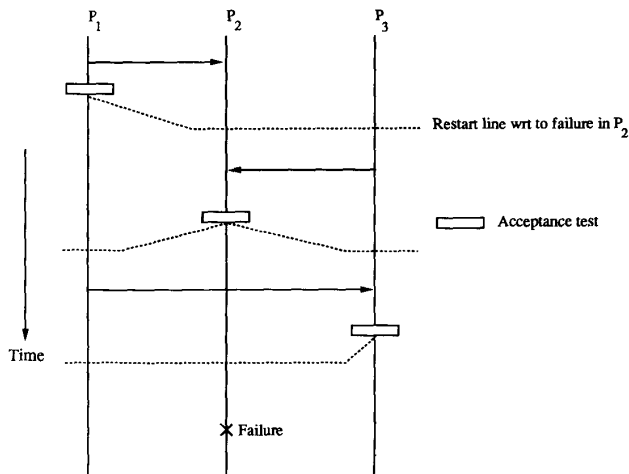 P1 P2 P3
Restart line wrt to failure in P2
Acceptance test
Time
Failure